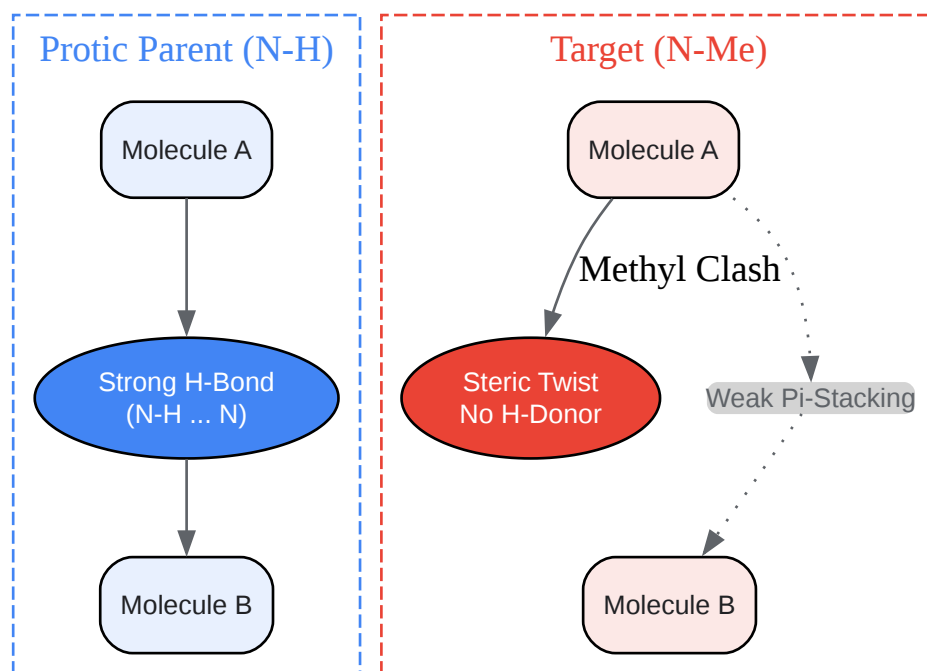 Protic Parent (N-H)
Molecule A
Strong H-Bond
(N-H ... N)
Molecule B
Target (N-Me)
Molecule A
Methyl Clash
Steric Twist
No H-Donor
Weak Pi-Stacking
Molecule B